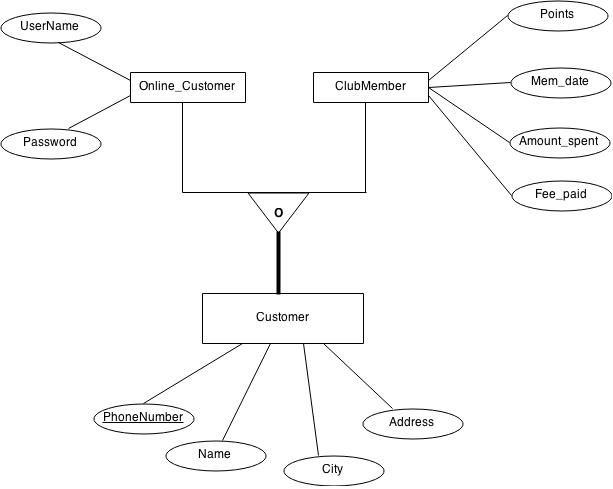 UserName
Points
Online_Customer
ClubMember
Mem_date
Password
Amount_spent
Fee_paid
O
Customer
PhoneNumber
Address
Name
City